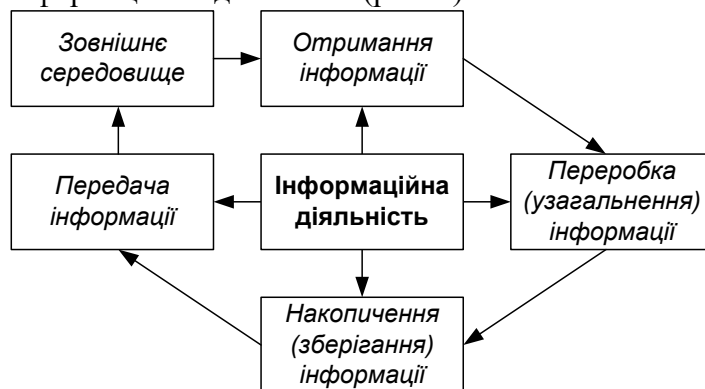 Зовнішнє
середовище
Отримання
інформації
Передача
інформації
Інформаційна
діяльність
Переробка
(узагальнення)
інформації
Накопичення
(зберігання)
інформації